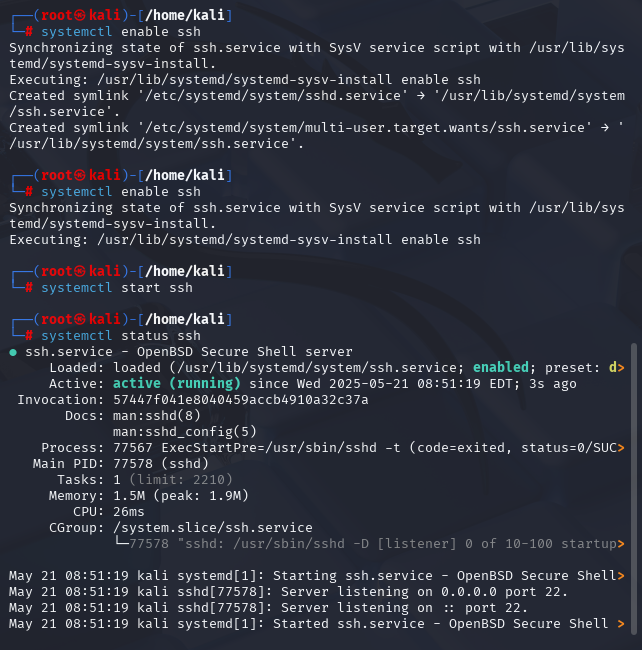 ┌──(root㉿kali)-[/home/kali]
└─# systemctl enable ssh
Synchronizing state of ssh.service with SysV service script with /usr/lib/sys
temd/systemd-sysv-install.
Executing: /usr/lib/systemd/systemd-sysv-install enable ssh
Created symlink '/etc/systemd/system/sshd.service' → '/usr/lib/systemd/system
/ssh.service'.
Created symlink '/etc/systemd/system/multi-user.target.wants/ssh.service' → '
/usr/lib/systemd/system/ssh.service'.
┌──(root㉿kali)-[/home/kali]
└─# systemctl enable ssh
Synchronizing state of ssh.service with SysV service script with /usr/lib/sys
temd/systemd-sysv-install.
Executing: /usr/lib/systemd/systemd-sysv-install enable ssh
┌──(root㉿kali)-[/home/kali]
└─# systemctl start ssh
┌──(root㉿kali)-[/home/kali]
└─# systemctl status ssh
● ssh.service - OpenBSD Secure Shell server
Loaded: loaded (/usr/lib/systemd/system/ssh.service; enabled; preset: d>
Active: active (running) since Wed 2025-05-21 08:51:19 EDT; 3s ago
Invocation: 57447f041e8040459accb4910a32c37a
Docs: man:sshd(8)
man:sshd_config(5)
Process: 77567 ExecStartPre=/usr/sbin/sshd -t (code=exited, status=0/SUC>
Main PID: 77578 (sshd)
Tasks: 1 (limit: 2210)
Memory: 1.5M (peak: 1.9M)
CPU: 26ms
CGroup: /system.slice/ssh.service
└─77578 "sshd: /usr/sbin/sshd -D [listener] 0 of 10-100 startup>
May 21 08:51:19 kali systemd[1]: Starting ssh.service - OpenBSD Secure Shell>
May 21 08:51:19 kali sshd[77578]: Server listening on 0.0.0.0 port 22.
May 21 08:51:19 kali sshd[77578]: Server listening on :: port 22.
May 21 08:51:19 kali systemd[1]: Started ssh.service - OpenBSD Secure Shell >